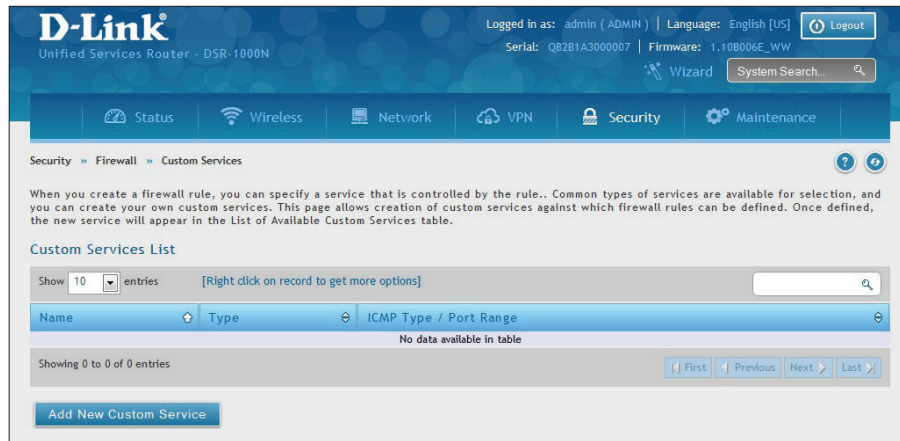 D-Link
Unified Services Router - DSR-1000N
Logged in as: admin ( ADMIN ) | Language: English [US]
Logout
Serial: QB2B1A3000007 | Firmware: 1.10B006E_WW
Wizard
System Search...
Status
Wireless
Network
VPN
Security
Maintenance
Security » Firewall » Custom Services
When you create a firewall rule, you can specify a service that is controlled by the rule.. Common types of services are available for selection, and
you can create your own custom services. This page allows creation of custom services against which firewall rules can be defined. Once defined,
the new service will appear in the List of Available Custom Services table.
Custom Services List
Show 10 entries
[Right click on record to get more options]
Name
Type
ICMP Type / Port Range
No data available in table
Showing 0 to 0 of 0 entries
First
Previous
Next
Last
Add New Custom Service